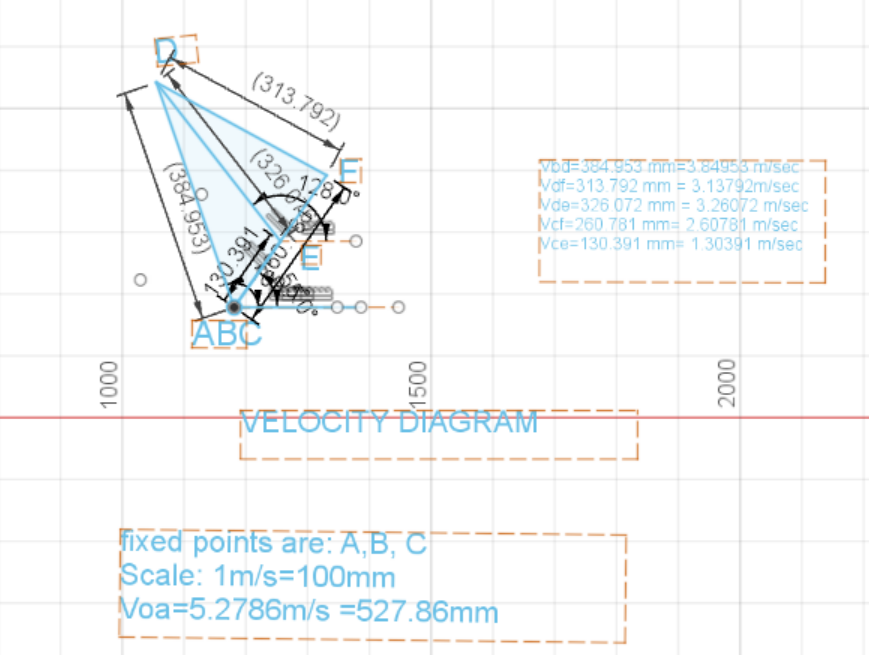 D
(313.792)
F
(384.953)
130.391
E
ABC
Vbd=384.953 mm=3.84953 m/sec
Vdf=313.792 mm = 3.13792m/sec
Vde=326.072 mm = 3.26072 m/sec
Vcf=260.781 mm= 2.60781 m/sec
Vce=130.391 mm= 1.30391 m/sec
1000
1500
2000
VELOCITY DIAGRAM
fixed points are: A,B, C
Scale: 1m/s=100mm
Voa=5.2786m/s =527.86mm